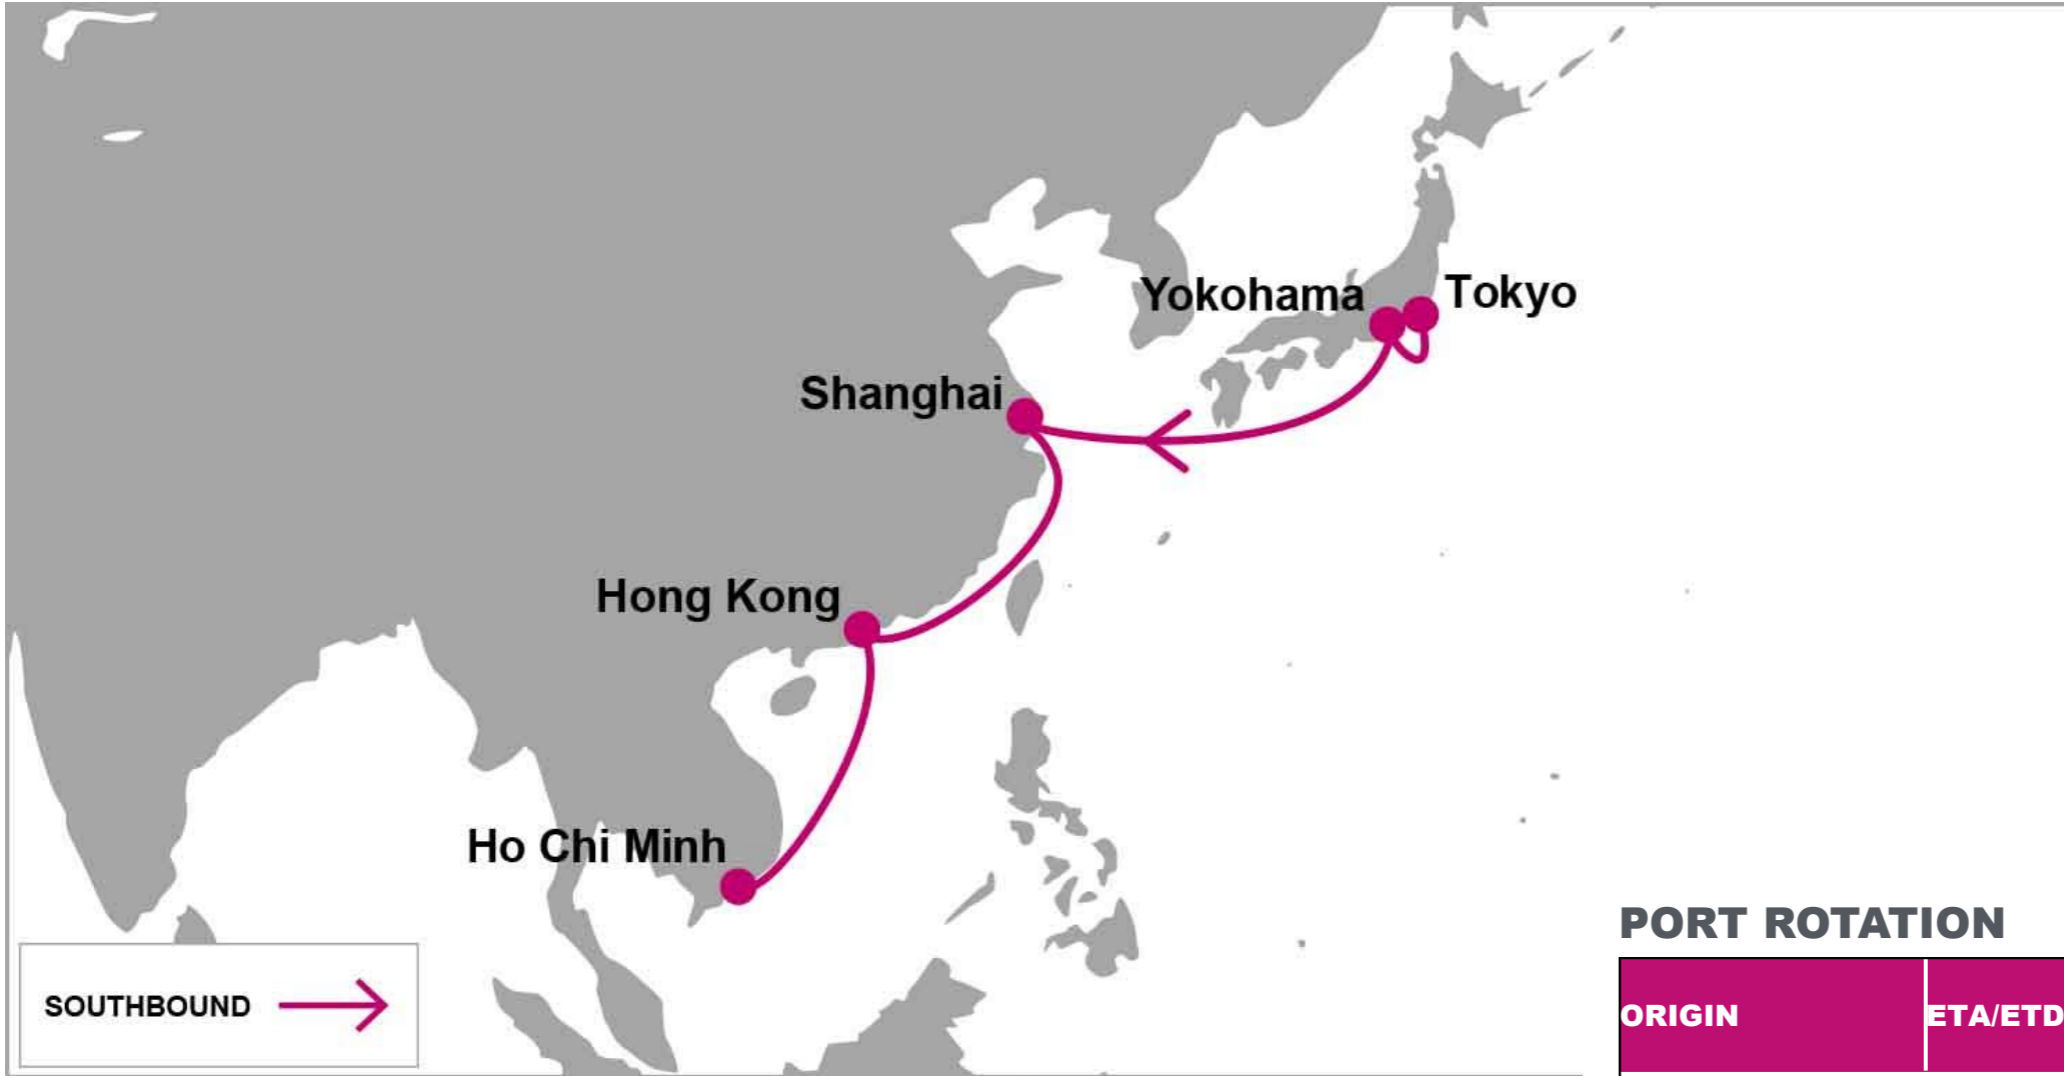 Yokohama
Tokyo
Shanghai
Hong Kong
Ho Chi Minh
SOUTHBOUND
PORT ROTATION
ORIGIN
ETA/ETD